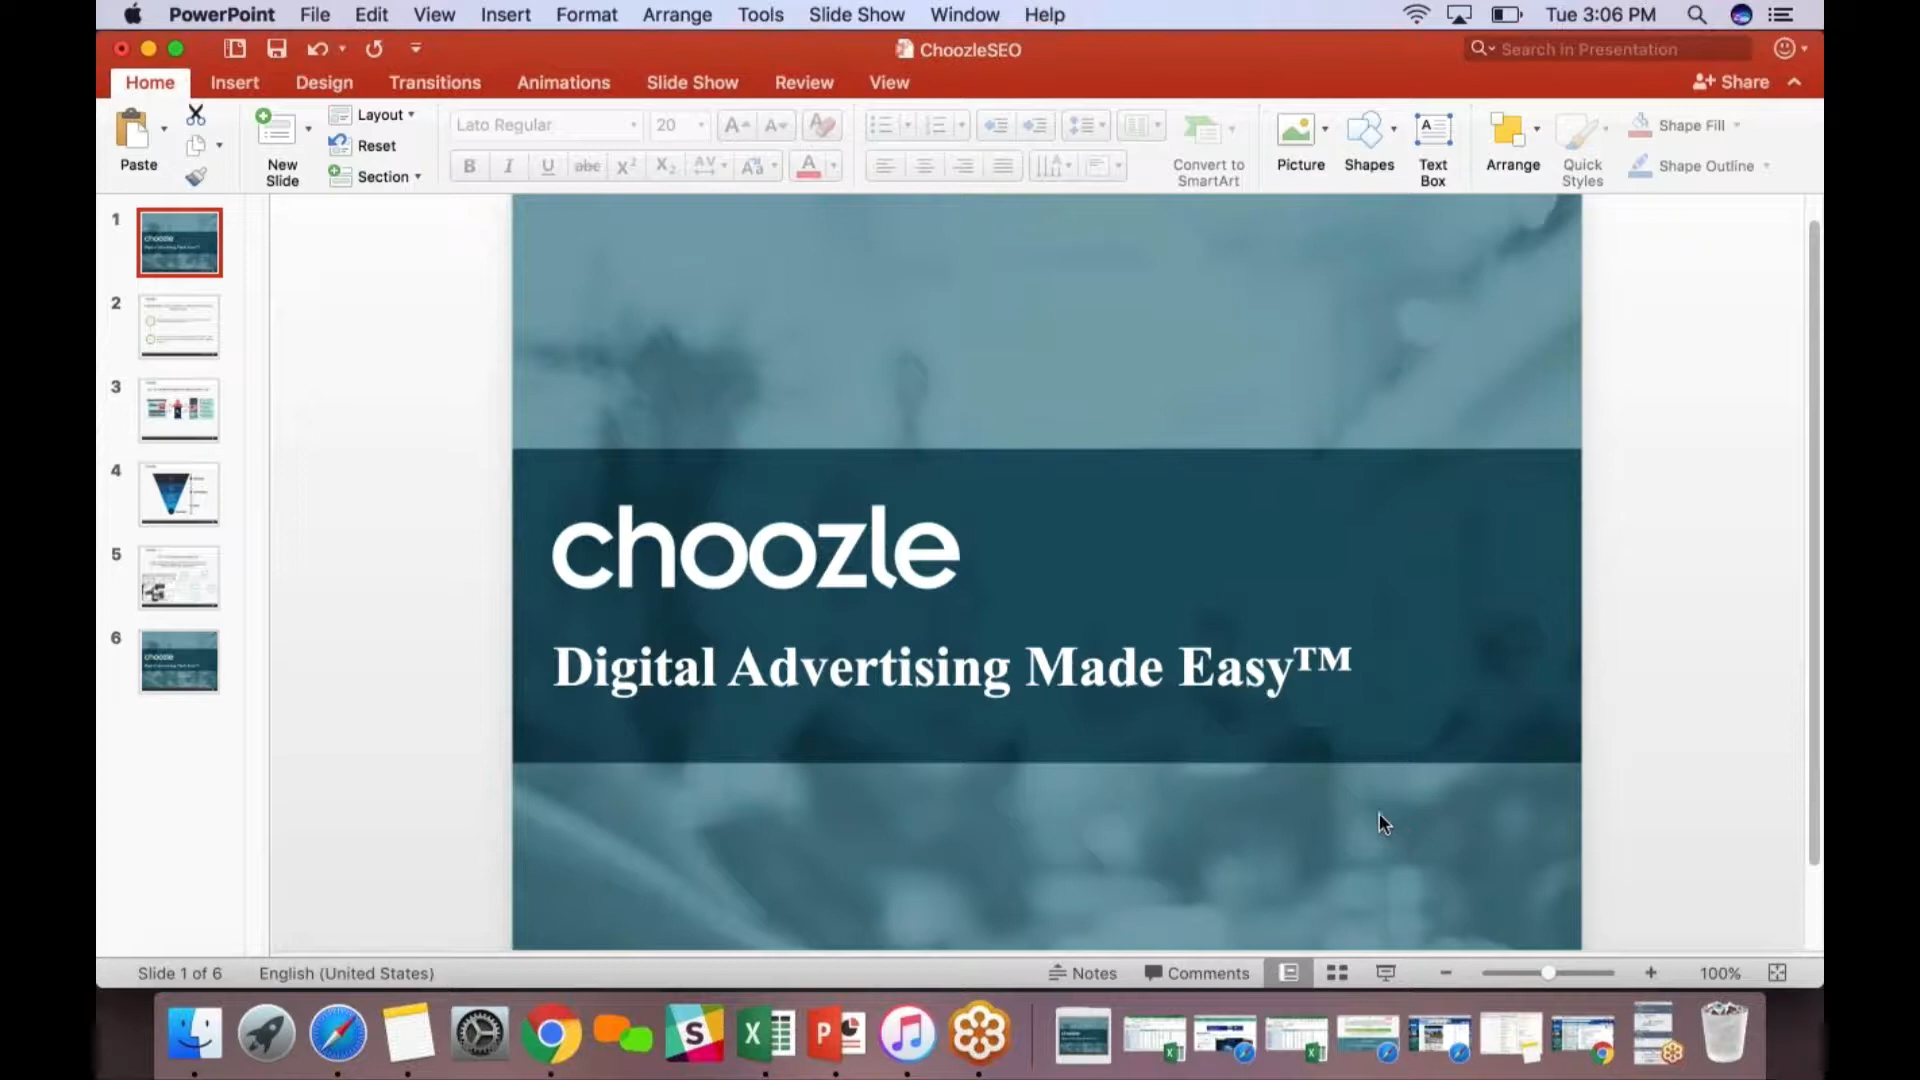 PowerPoint File Edit View Insert Format Arrange Tools Slide Show Window Help Tue 3:06 PM
ChoozleSEO
Search in Presentation
Home Insert Design Transitions Animations Slide Show Review View Share
Paste
New Slide
Layout
Reset
Section
Lato Regular 20
Convert to SmartArt
Picture
Shapes
Text Box
Arrange
Quick Styles
Shape Fill
Shape Outline
1
2
3
4
5
6
choozle
Digital Advertising Made Easy™
Slide 1 of 6 English (United States) Notes Comments 100%